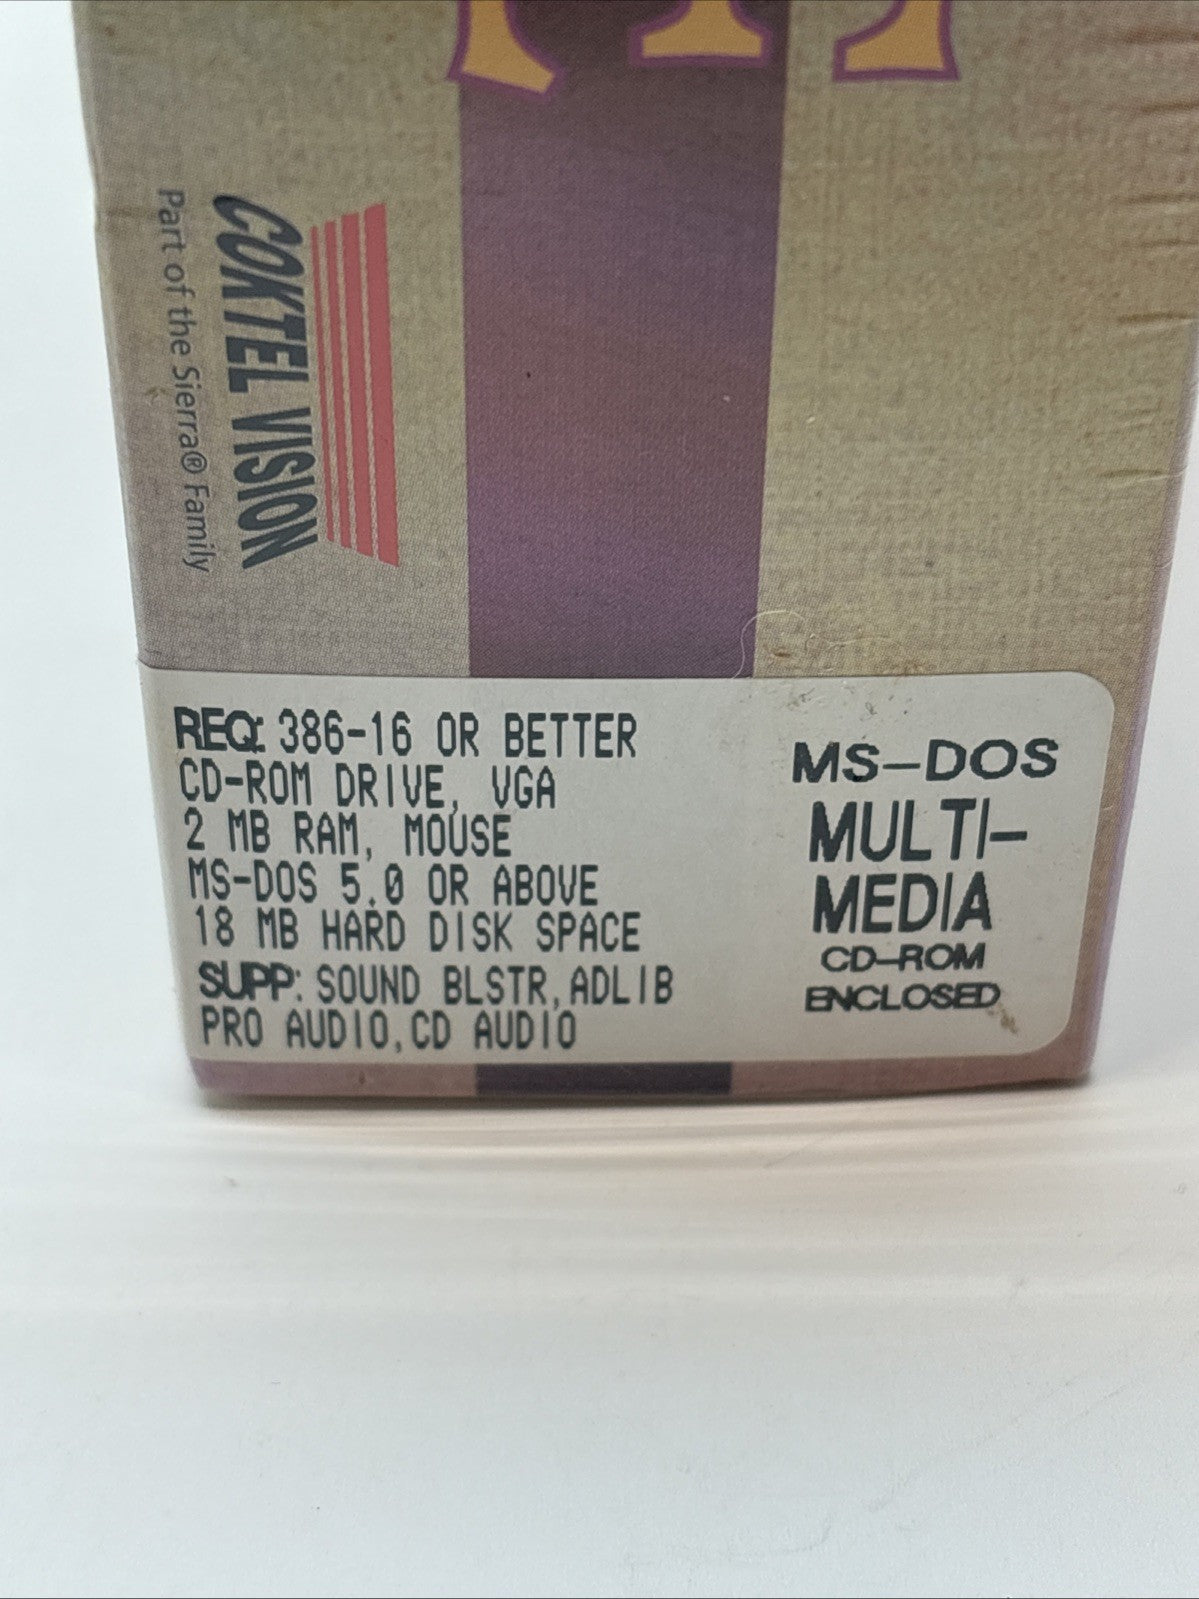 COKTEL VISION
Part of the Sierra® Family
REQ: 386-16 OR BETTER
CD-ROM DRIVE, VGA
2 MB RAM, MOUSE
MS-DOS 5.0 OR ABOVE
18 MB HARD DISK SPACE
SUPP: SOUND BLSTR,ADLIB
PRO AUDIO,CD AUDIO
MS-DOS
MULTI-
MEDIA
CD-ROM
ENCLOSED